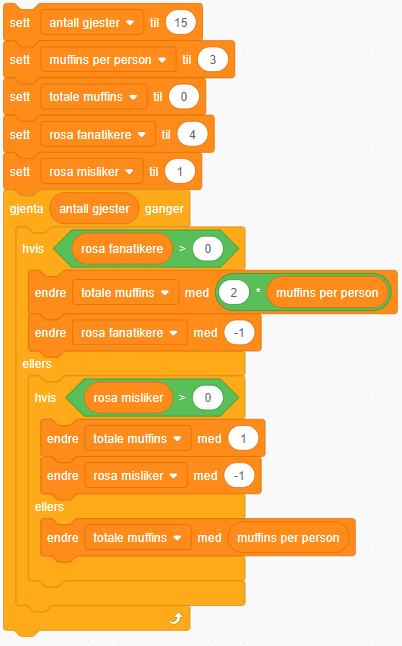 sett antall gjester til 15
sett muffins per person til 3
sett totale muffins til 0
sett rosa fanatikere til 4
sett rosa misliker til 1
gjenta antall gjester ganger
hvis rosa fanatikere > 0
endre totale muffins med 2 * muffins per person
endre rosa fanatikere med -1
ellers
hvis rosa misliker > 0
endre totale muffins med 1
endre rosa misliker med -1
ellers
endre totale muffins med muffins per person